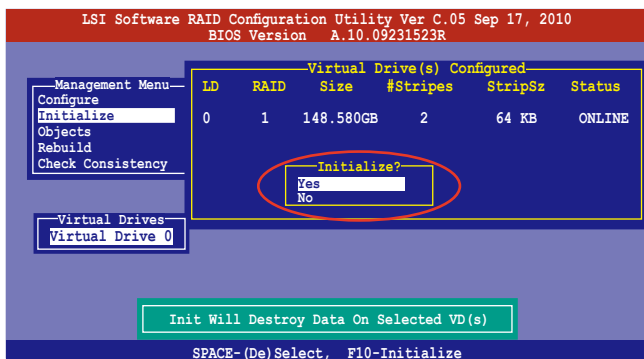 LSI Software RAID Configuration Utility Ver C.05 Sep 17, 2010
BIOS Version A.10.09231523R
Management Menu
Configure
Initialize
Objects
Rebuild
Check Consistency
Virtual Drive(s) Configured
LD RAID Size #Stripes StripSz Status
0 1 148.580GB 2 64 KB ONLINE
Initialize?
Yes
No
Virtual Drives
Virtual Drive 0
Init Will Destroy Data On Selected VD(s)
SPACE-(De)Select, F10-Initialize